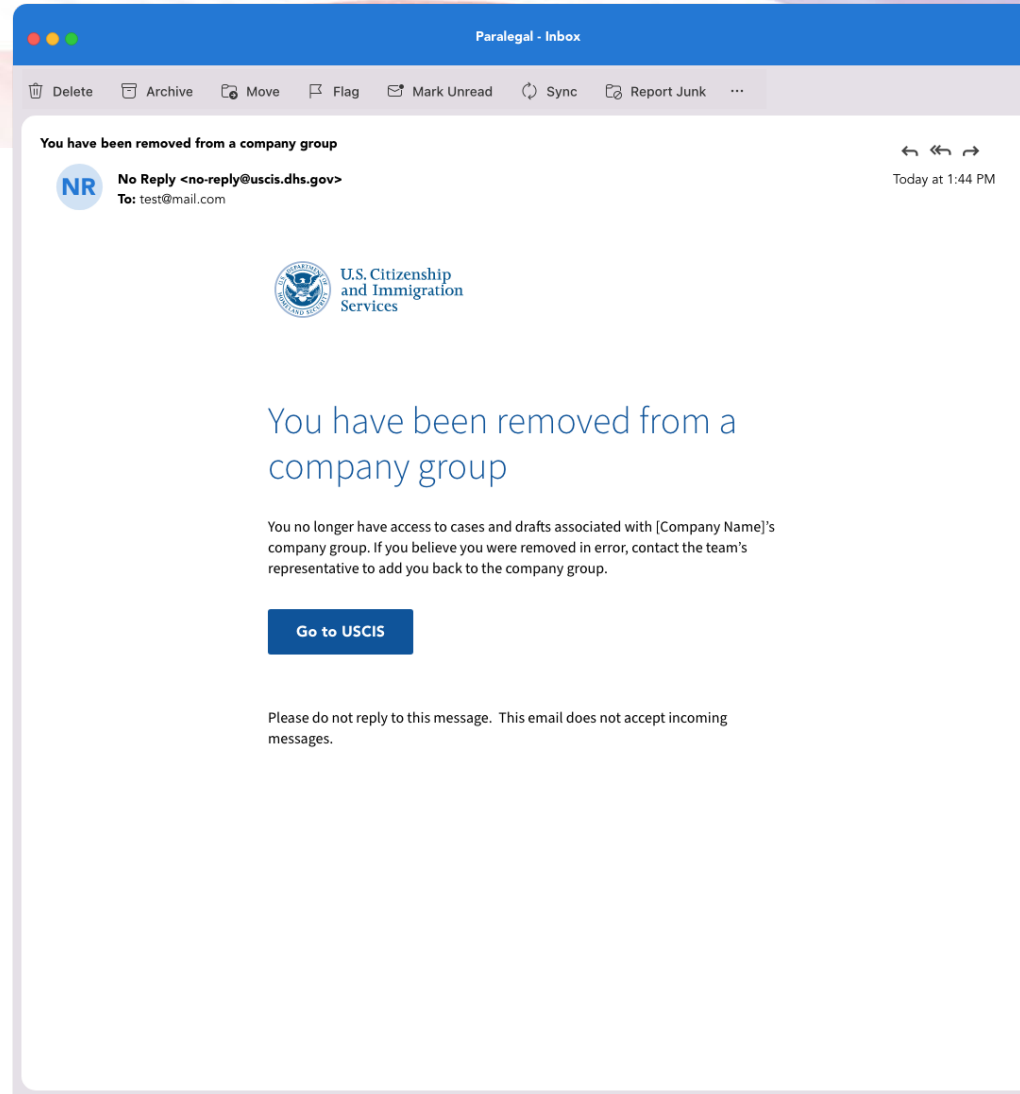 Paralegal - Inbox
Delete Archive Move Flag Mark Unread Sync Report Junk ...
You have been removed from a company group
NR
No Reply <no-reply@uscis.dhs.gov>
Today at 1:44 PM
To: test@mail.com
U.S. Citizenship
and Immigration
Services
You have been removed from a
company group
You no longer have access to cases and drafts associated with [Company Name]’s
company group. If you believe you were removed in error, contact the team’s
representative to add you back to the company group.
Go to USCIS
Please do not reply to this message.  This email does not accept incoming
messages.